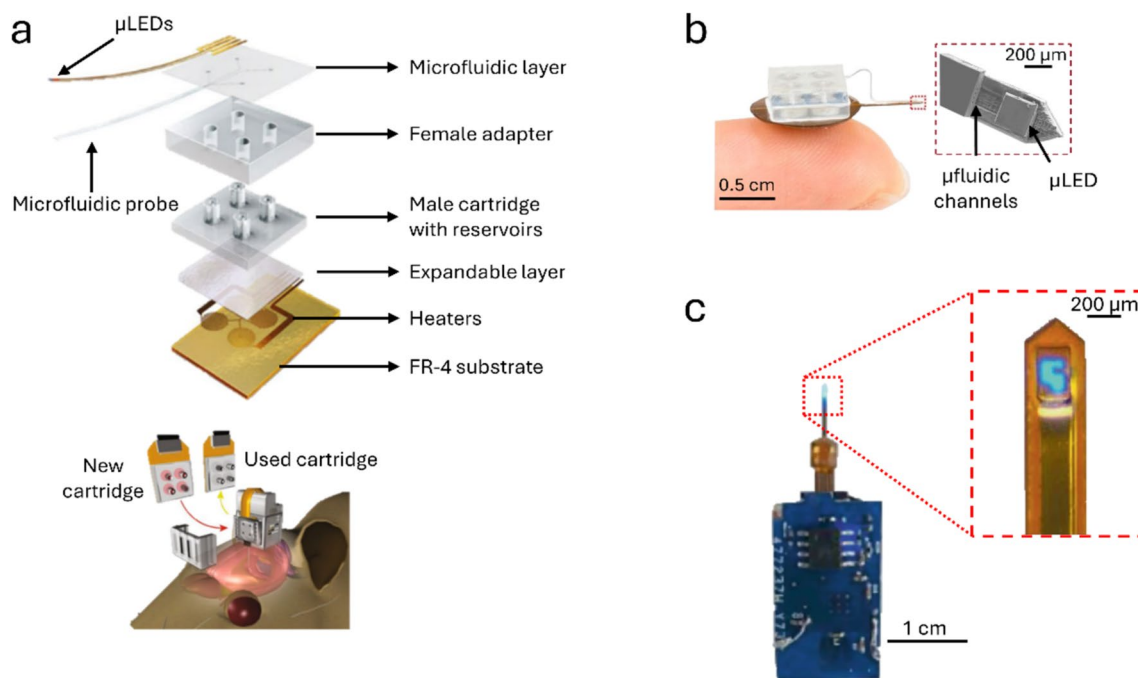 a
µLEDs
Microfluidic layer
Female adapter
Microfluidic probe
Male cartridge
with reservoirs
Expandable layer
Heaters
FR-4 substrate
New
cartridge
Used cartridge
b
200 µm
0.5 cm
µfluidic
channels
µLED
c
200 µm
1 cm